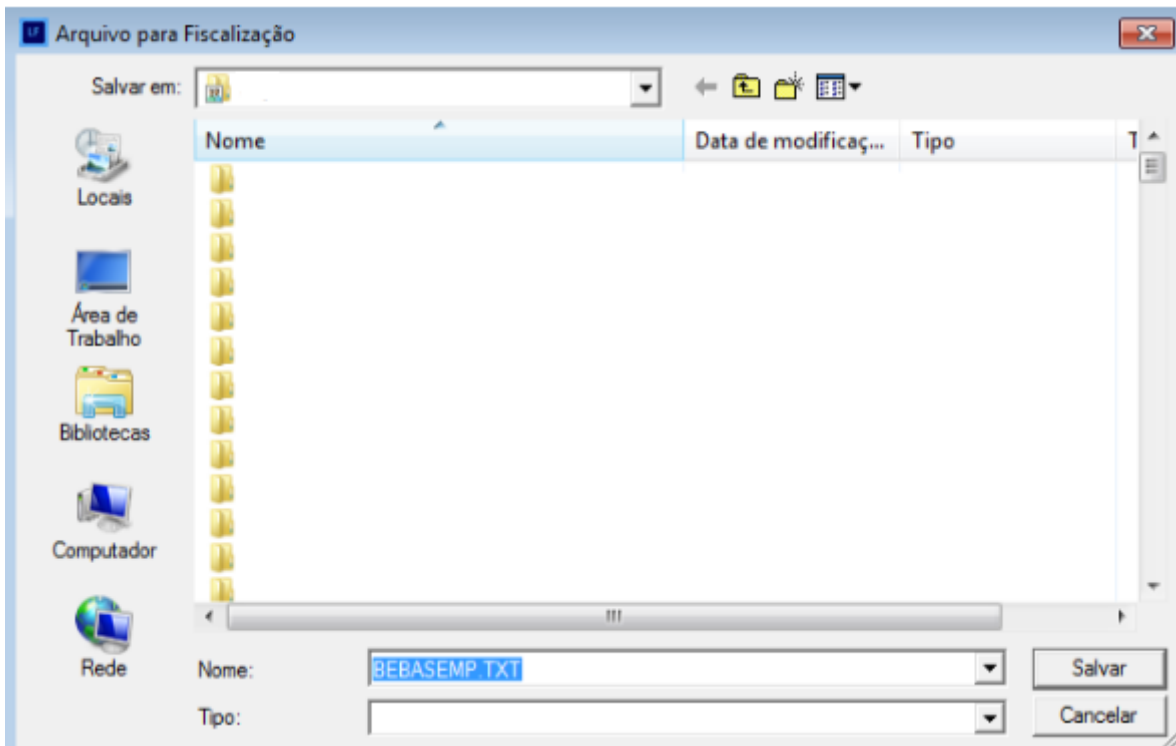 LF Arquivo para Fiscalização
Salvar em:
Nome Data de modificaç... Tipo T
Locais
Área de
Trabalho
Bibliotecas
Computador
Rede
Nome: BEBASEMP.TXT Salvar
Tipo: Cancelar